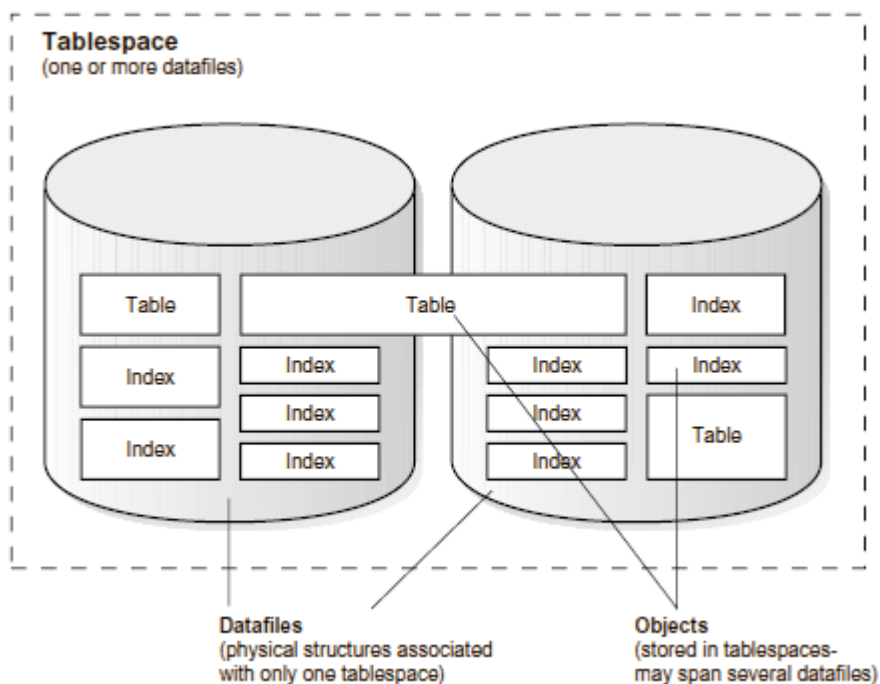 Tablespace
(one or more datafiles)
Table
Table
Index
Index
Index
Index
Index
Index
Index
Index
Index
Table
Index
Index
Index
Datafiles
(physical structures associated
with only one tablespace)
Objects
(stored in tablespaces-
may span several datafiles)